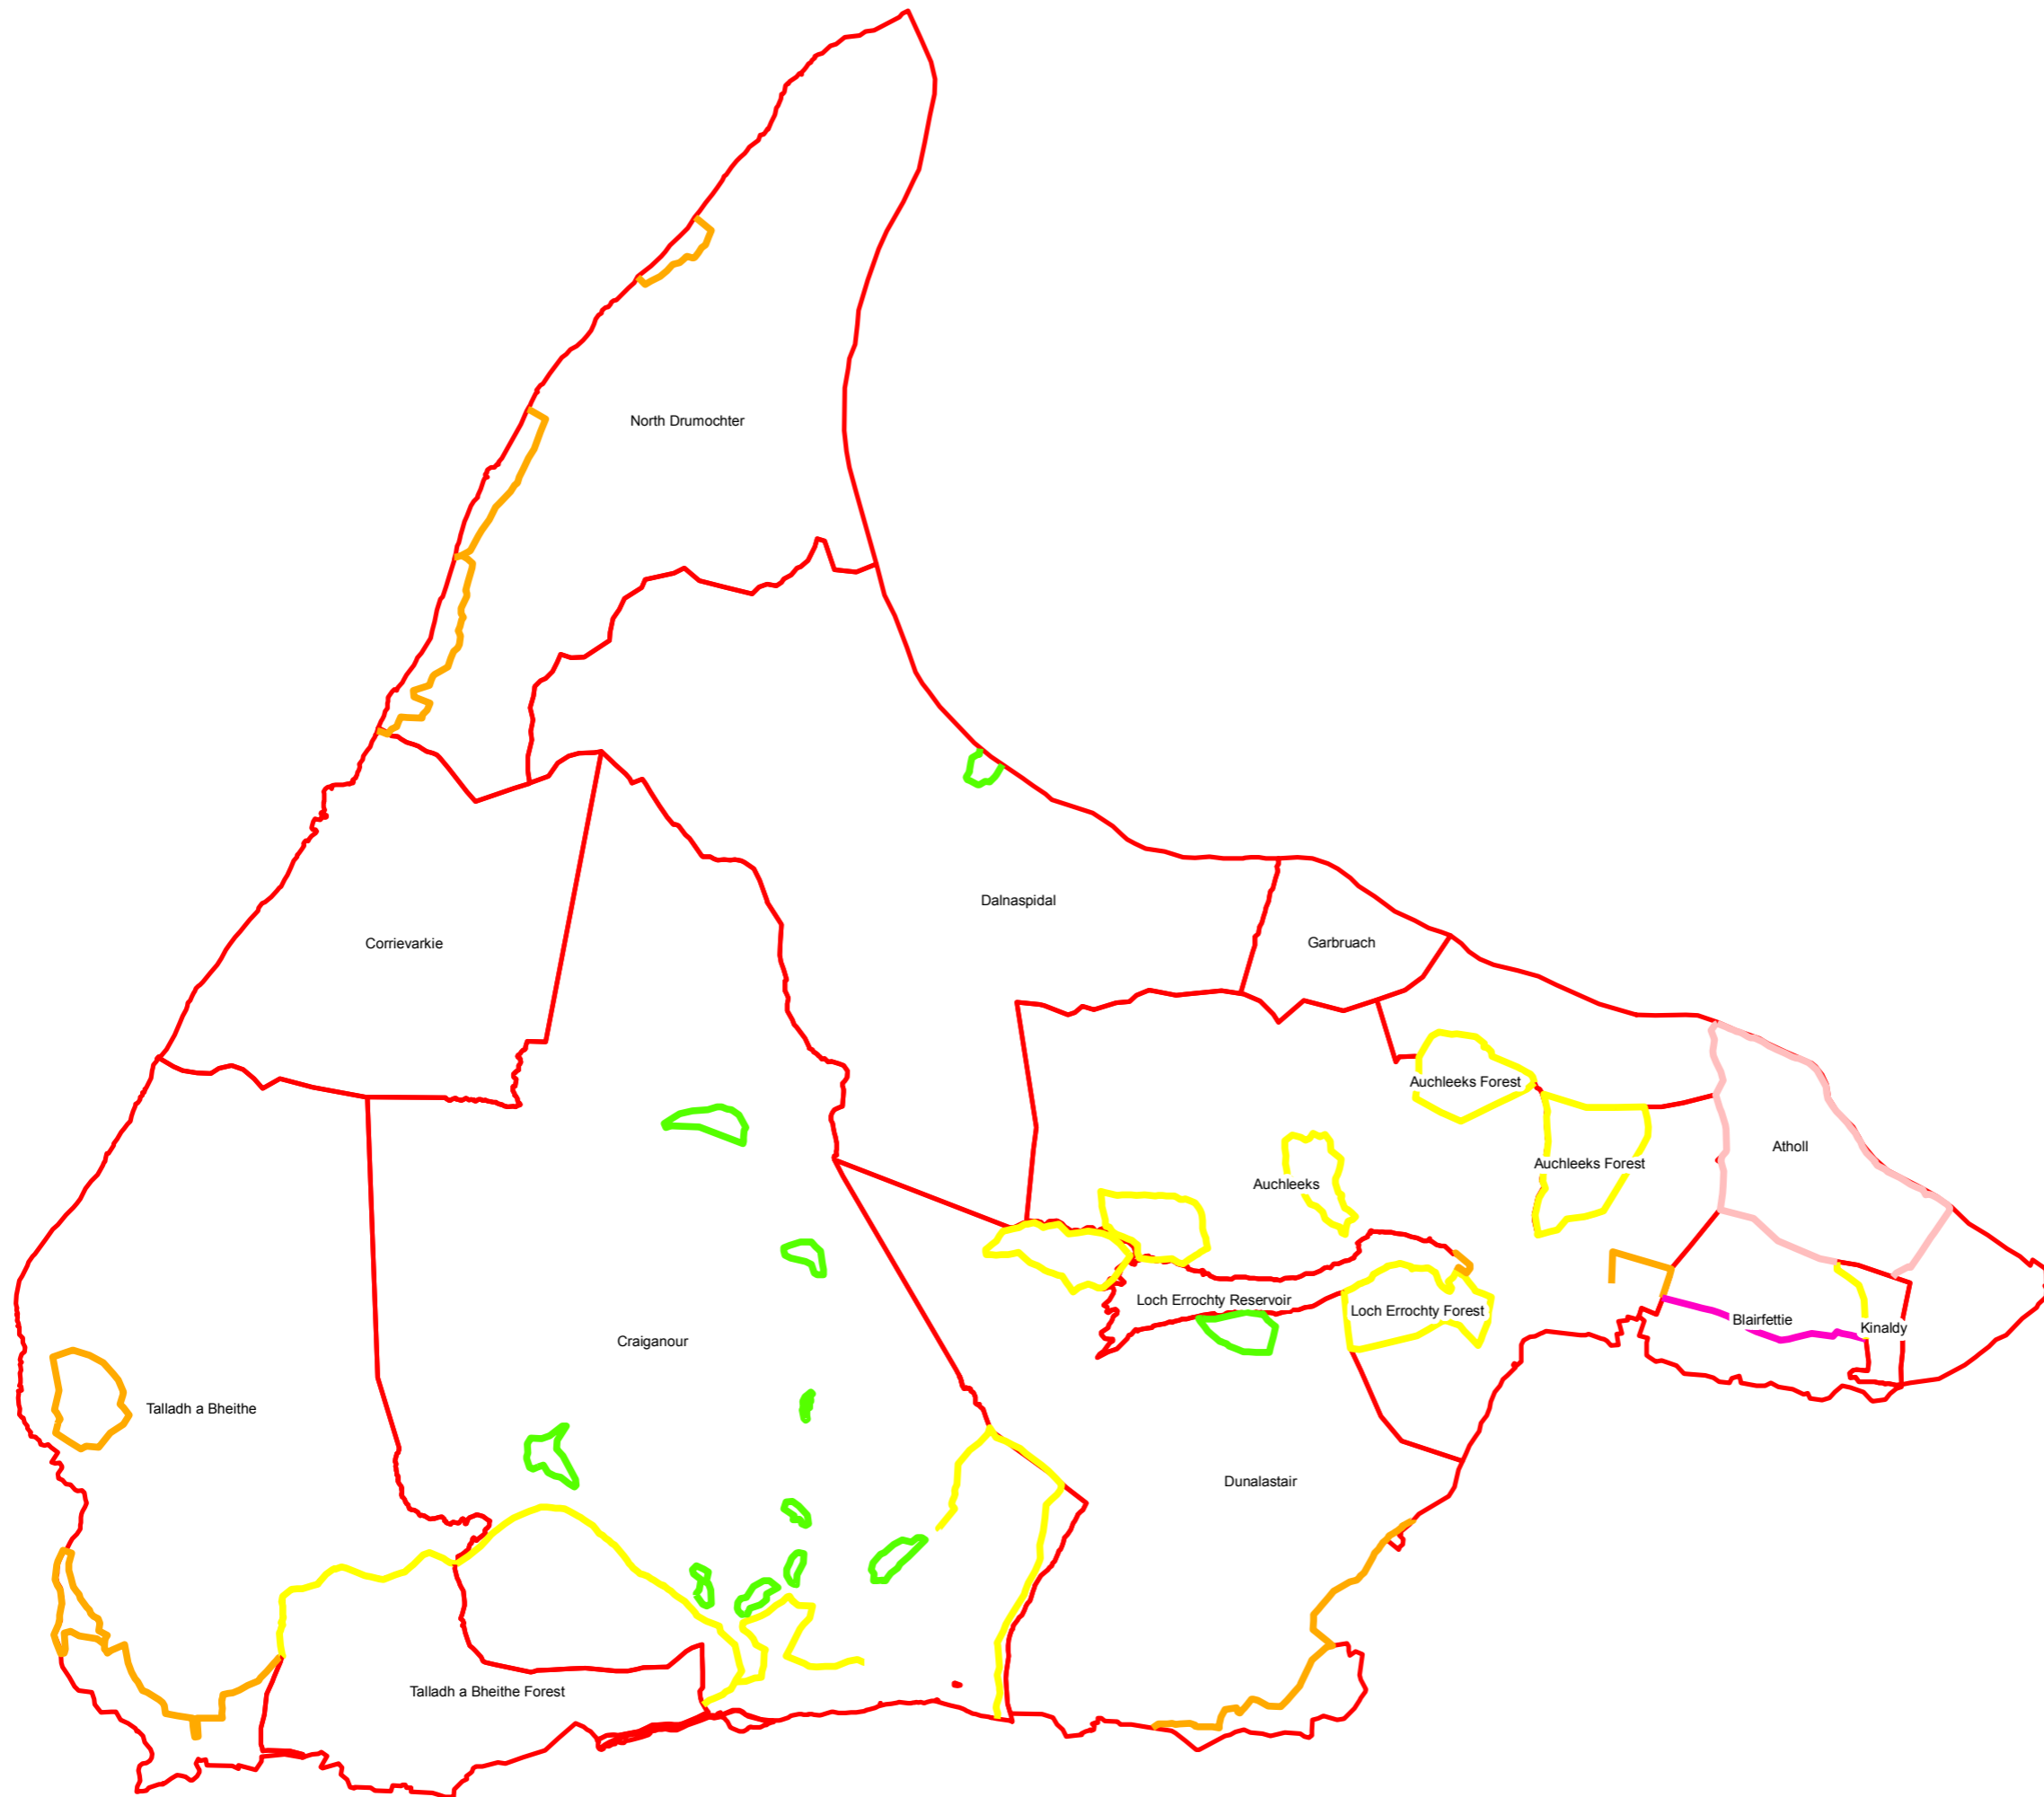 North Drumochter
Dalnaspidal
Corrievarkie
Garbruach
Auchleeks Forest
Atholl
Auchleeks Forest
Auchleeks
Loch Errochty Reservoir
Loch Errochty Forest
Blairfettie
Kinaldy
Craiganour
Talladh a Bheithe
Dunalastair
Talladh a Bheithe Forest